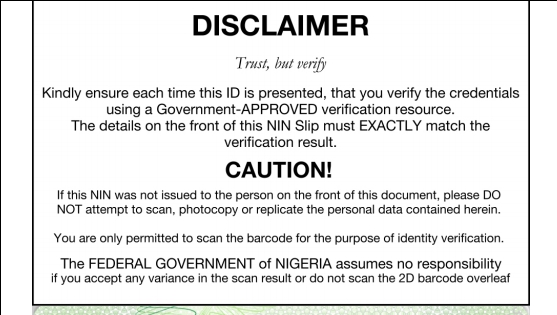 DISCLAIMER
Trust, but verify
Kindly ensure each time this ID is presented, that you verify the credentials
using a Government-APPROVED verification resource.
The details on the front of this NIN Slip must EXACTLY match the
verification result.
CAUTION!
If this NIN was not issued to the person on the front of this document, please DO
NOT attempt to scan, photocopy or replicate the personal data contained herein.
You are only permitted to scan the barcode for the purpose of identity verification.
The FEDERAL GOVERNMENT of NIGERIA assumes no responsibility
if you accept any variance in the scan result or do not scan the 2D barcode overleaf